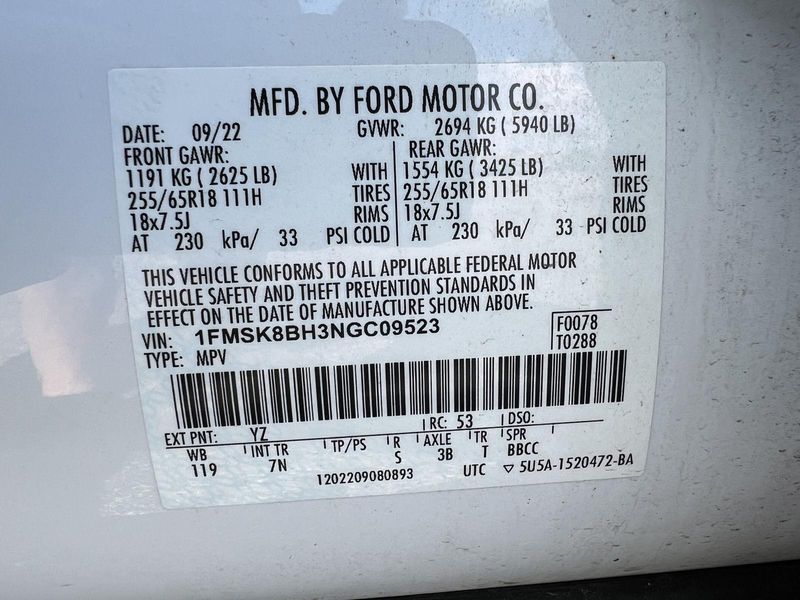 MFD. BY FORD MOTOR CO.
DATE: 09/22 GVWR: 2694 KG ( 5940 LB)
FRONT GAWR: REAR GAWR:
1191 KG ( 2625 LB) WITH 1554 KG ( 3425 LB) WITH
255/65R18 111H TIRES 255/65R18 111H TIRES
18x7.5J RIMS 18x7.5J RIMS
AT 230 kPa/ 33 PSI COLD AT 230 kPa/ 33 PSI COLD
THIS VEHICLE CONFORMS TO ALL APPLICABLE FEDERAL MOTOR
VEHICLE SAFETY AND THEFT PREVENTION STANDARDS IN
EFFECT ON THE DATE OF MANUFACTURE SHOWN ABOVE.
VIN: 1FMSK8BH3NGC09523 F0078
TYPE: MPV T0288
EXT PNT: YZ RC: 53 DSO:
WB INT TR TP/PS R AXLE TR SPR
119 7N S 3B T BBCC
1202209080893 UTC ▽ 5U5A-1520472-BA